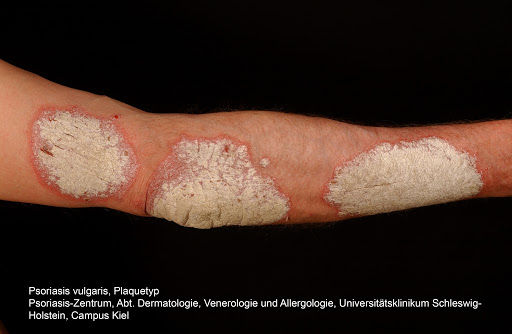 Psoriasis vulgaris, Plaquetyp
Psoriasis-Zentrum, Abt. Dermatologie, Venerologie und Allergologie, Universitätsklinikum Schleswig-
Holstein, Campus Kiel